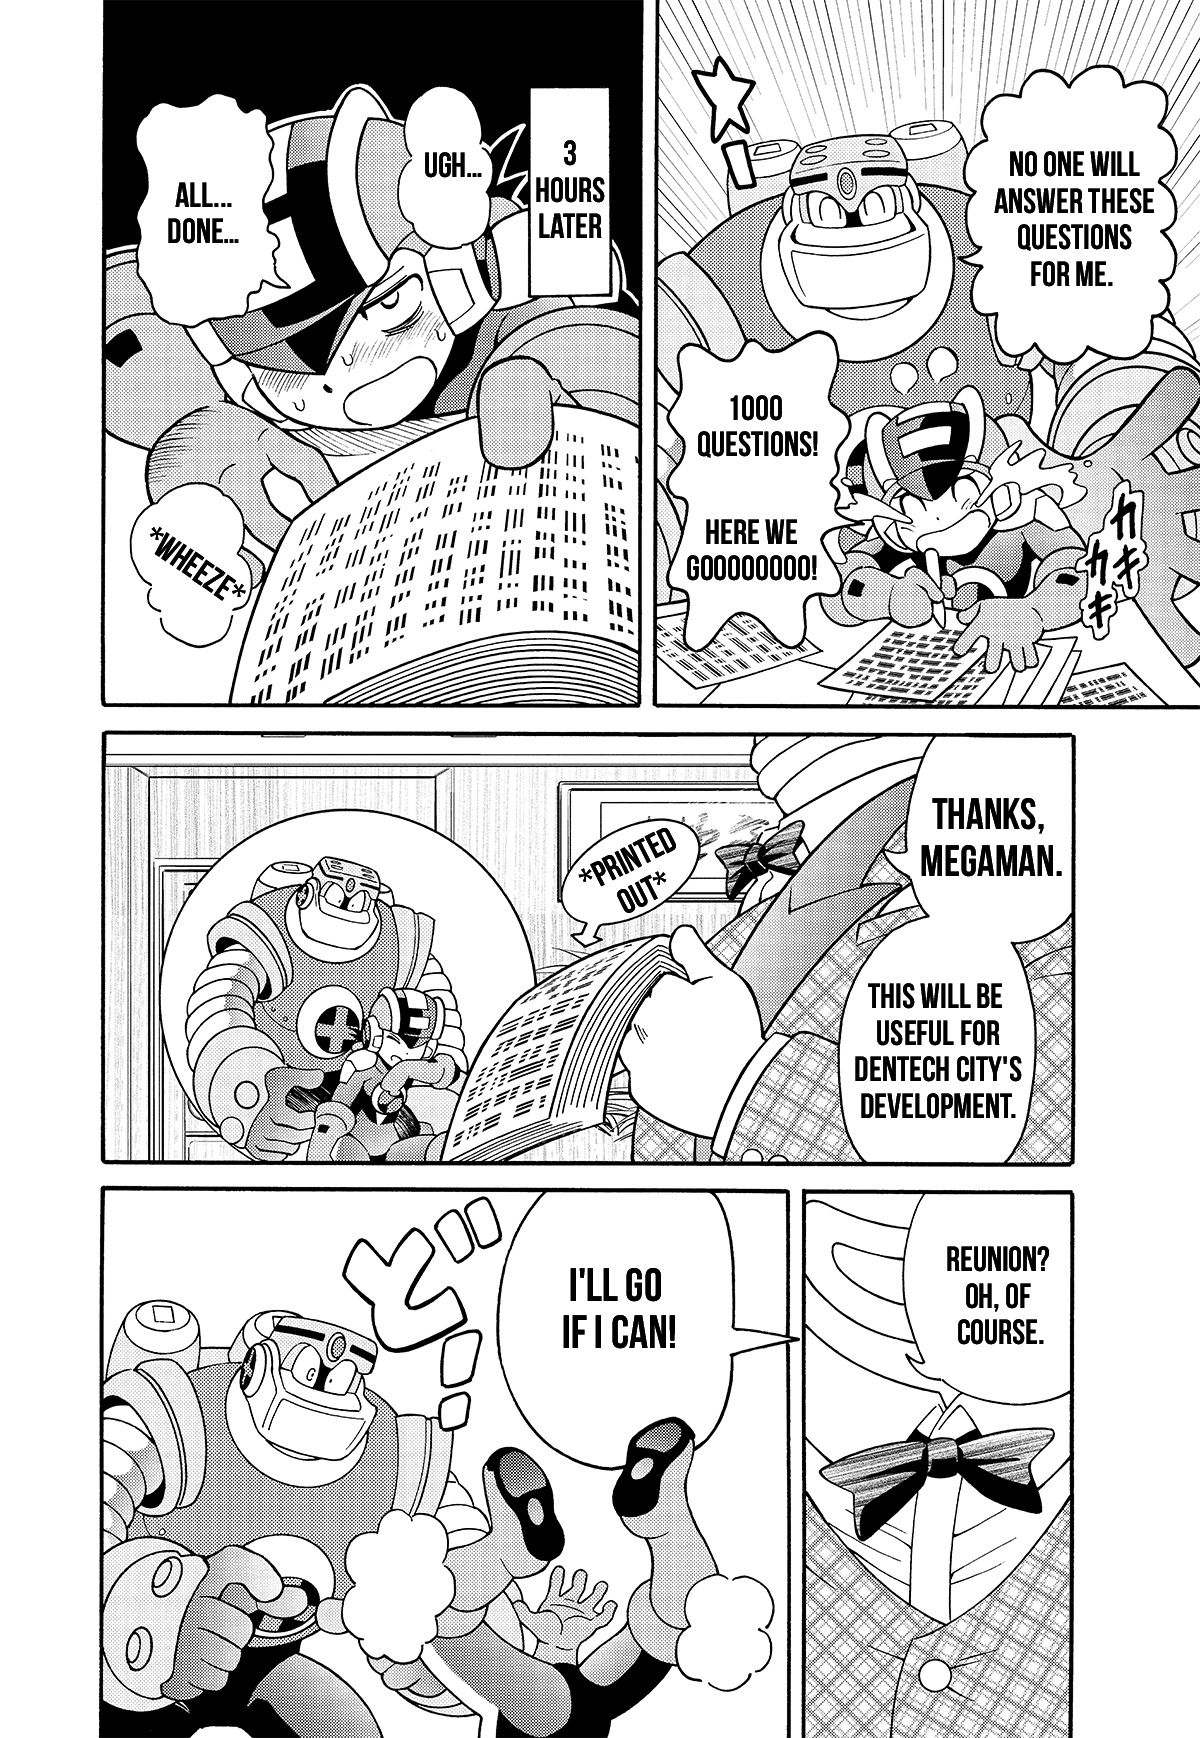 NO ONE WILL
ANSWER THESE
QUESTIONS
FOR ME.
1000
QUESTIONS!
HERE WE
GOOOOOOOO!
カキ
カキ
3
HOURS
LATER
UGH...
ALL...
DONE...
*WHEEZE*
THANKS,
MEGAMAN.
*PRINTED
OUT*
THIS WILL BE
USEFUL FOR
DENTECH CITY'S
DEVELOPMENT.
REUNION?
OH, OF
COURSE.
I'LL GO
IF I CAN!
ど…